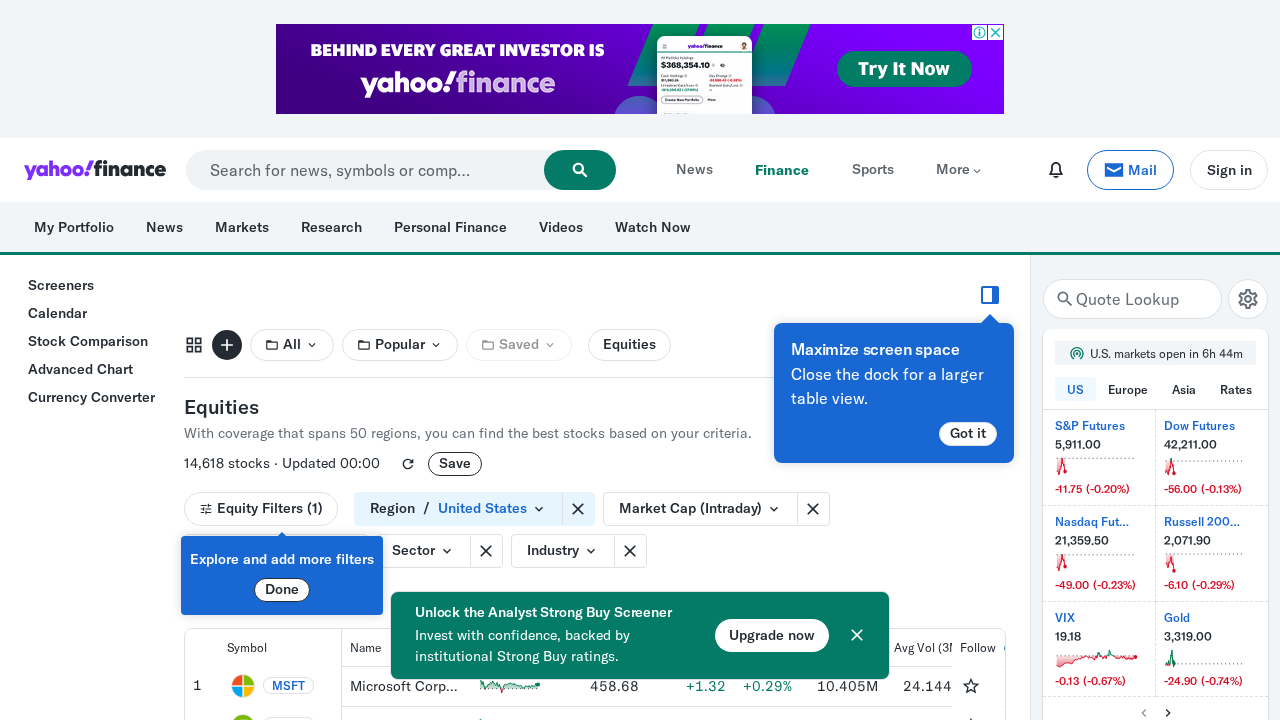 BEHIND EVERY GREAT INVESTOR IS
yahoo!finance
yahoo!finance
All Portfolio Holdings
$368,354.10
Create New Portfolio
Try It Now
yahoo!finance
Search for news, symbols or comp...
News
Finance
Sports
More
Mail
Sign in
My Portfolio
News
Markets
Research
Personal Finance
Videos
Watch Now
Screeners
Calendar
Stock Comparison
Advanced Chart
Currency Converter
All
Popular
Saved
Equities
Maximize screen space
Close the dock for a larger
table view.
Got it
Equities
With coverage that spans 50 regions, you can find the best stocks based on your criteria.
14,618 stocks · Updated 00:00
Save
Equity Filters (1)
Region / United States
Market Cap (Intraday)
Sector
Industry
Explore and add more filters
Done
Unlock the Analyst Strong Buy Screener
Invest with confidence, backed by
institutional Strong Buy ratings.
Upgrade now
Symbol
Name
Avg Vol (3M
Follow
1
MSFT
Microsoft Corp...
458.68
+1.32
+0.29%
10.405M
24.144
Quote Lookup
U.S. markets open in 6h 44m
US
Europe
Asia
Rates
S&P Futures
5,911.00
-11.75 (-0.20%)
Dow Futures
42,211.00
-56.00 (-0.13%)
Nasdaq Fut...
21,359.50
-49.00 (-0.23%)
Russell 200...
2,071.90
-6.10 (-0.29%)
VIX
19.18
-0.13 (-0.67%)
Gold
3,319.00
-24.90 (-0.74%)